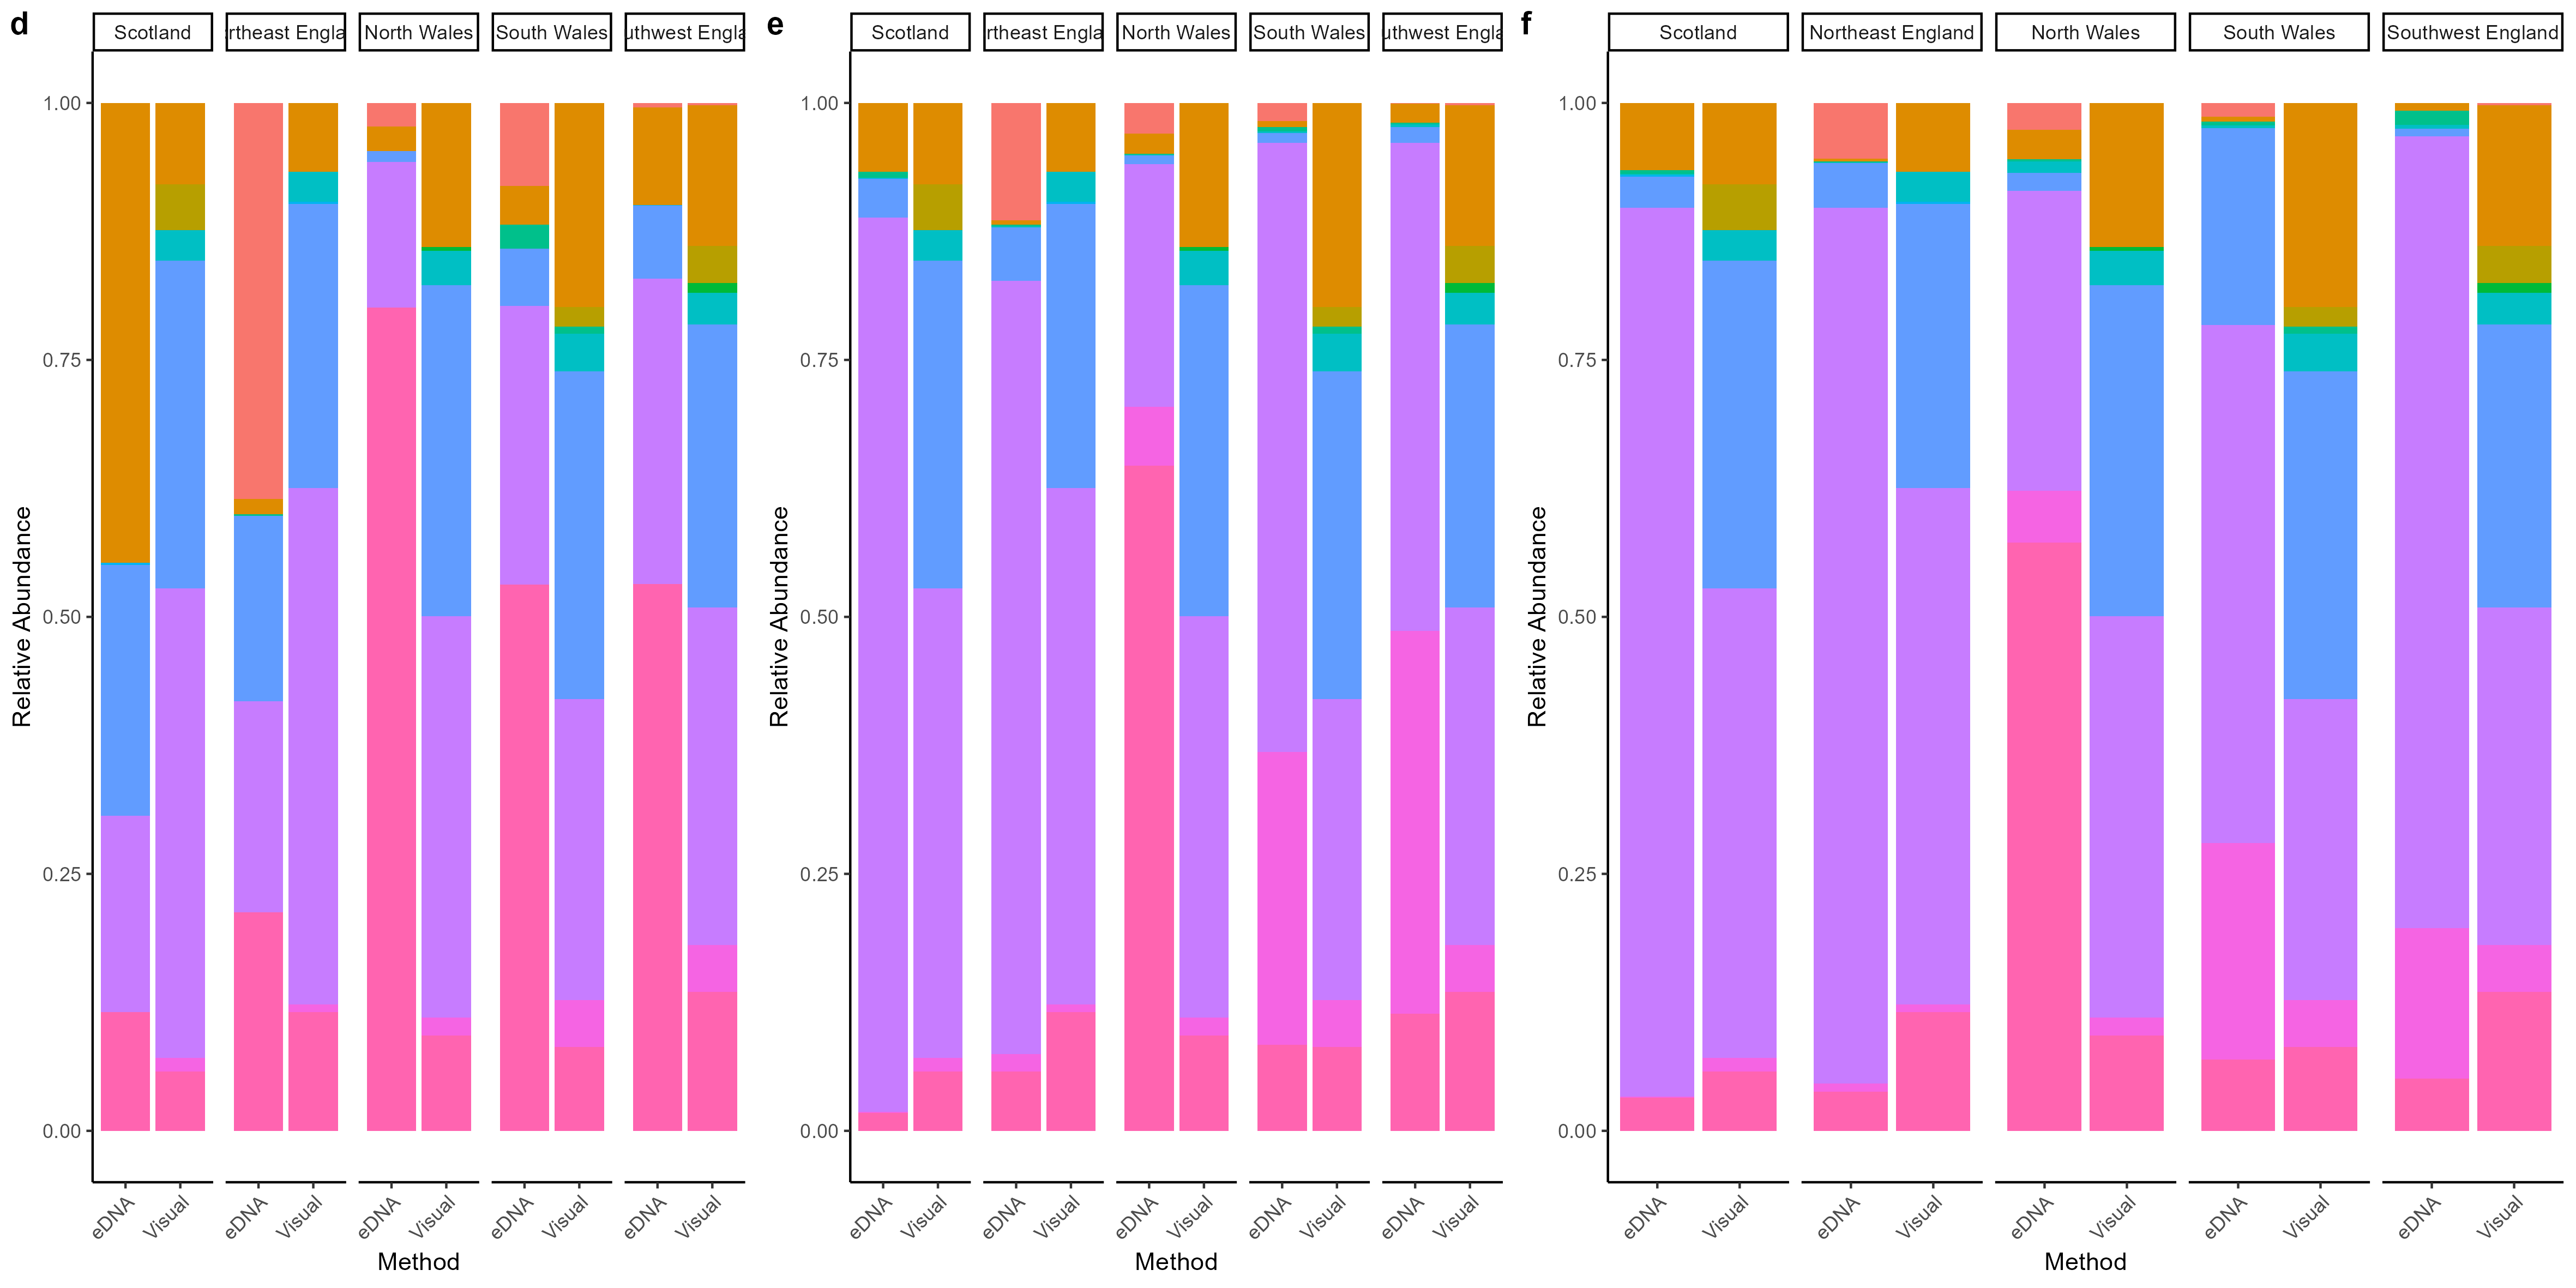 d
Scotland
rtheast Engla
North Wales
South Wales
uthwest Engla
1.00
0.75
0.50
0.25
0.00
Relative Abundance
eDNA Visual eDNA Visual eDNA Visual eDNA Visual eDNA Visual
Method
e
Scotland
rtheast Engla
North Wales
South Wales
uthwest Engla
1.00
0.75
0.50
0.25
0.00
Relative Abundance
eDNA Visual eDNA Visual eDNA Visual eDNA Visual eDNA Visual
Method
f
Scotland
Northeast England
North Wales
South Wales
Southwest England
1.00
0.75
0.50
0.25
0.00
Relative Abundance
eDNA Visual eDNA Visual eDNA Visual eDNA Visual eDNA Visual
Method